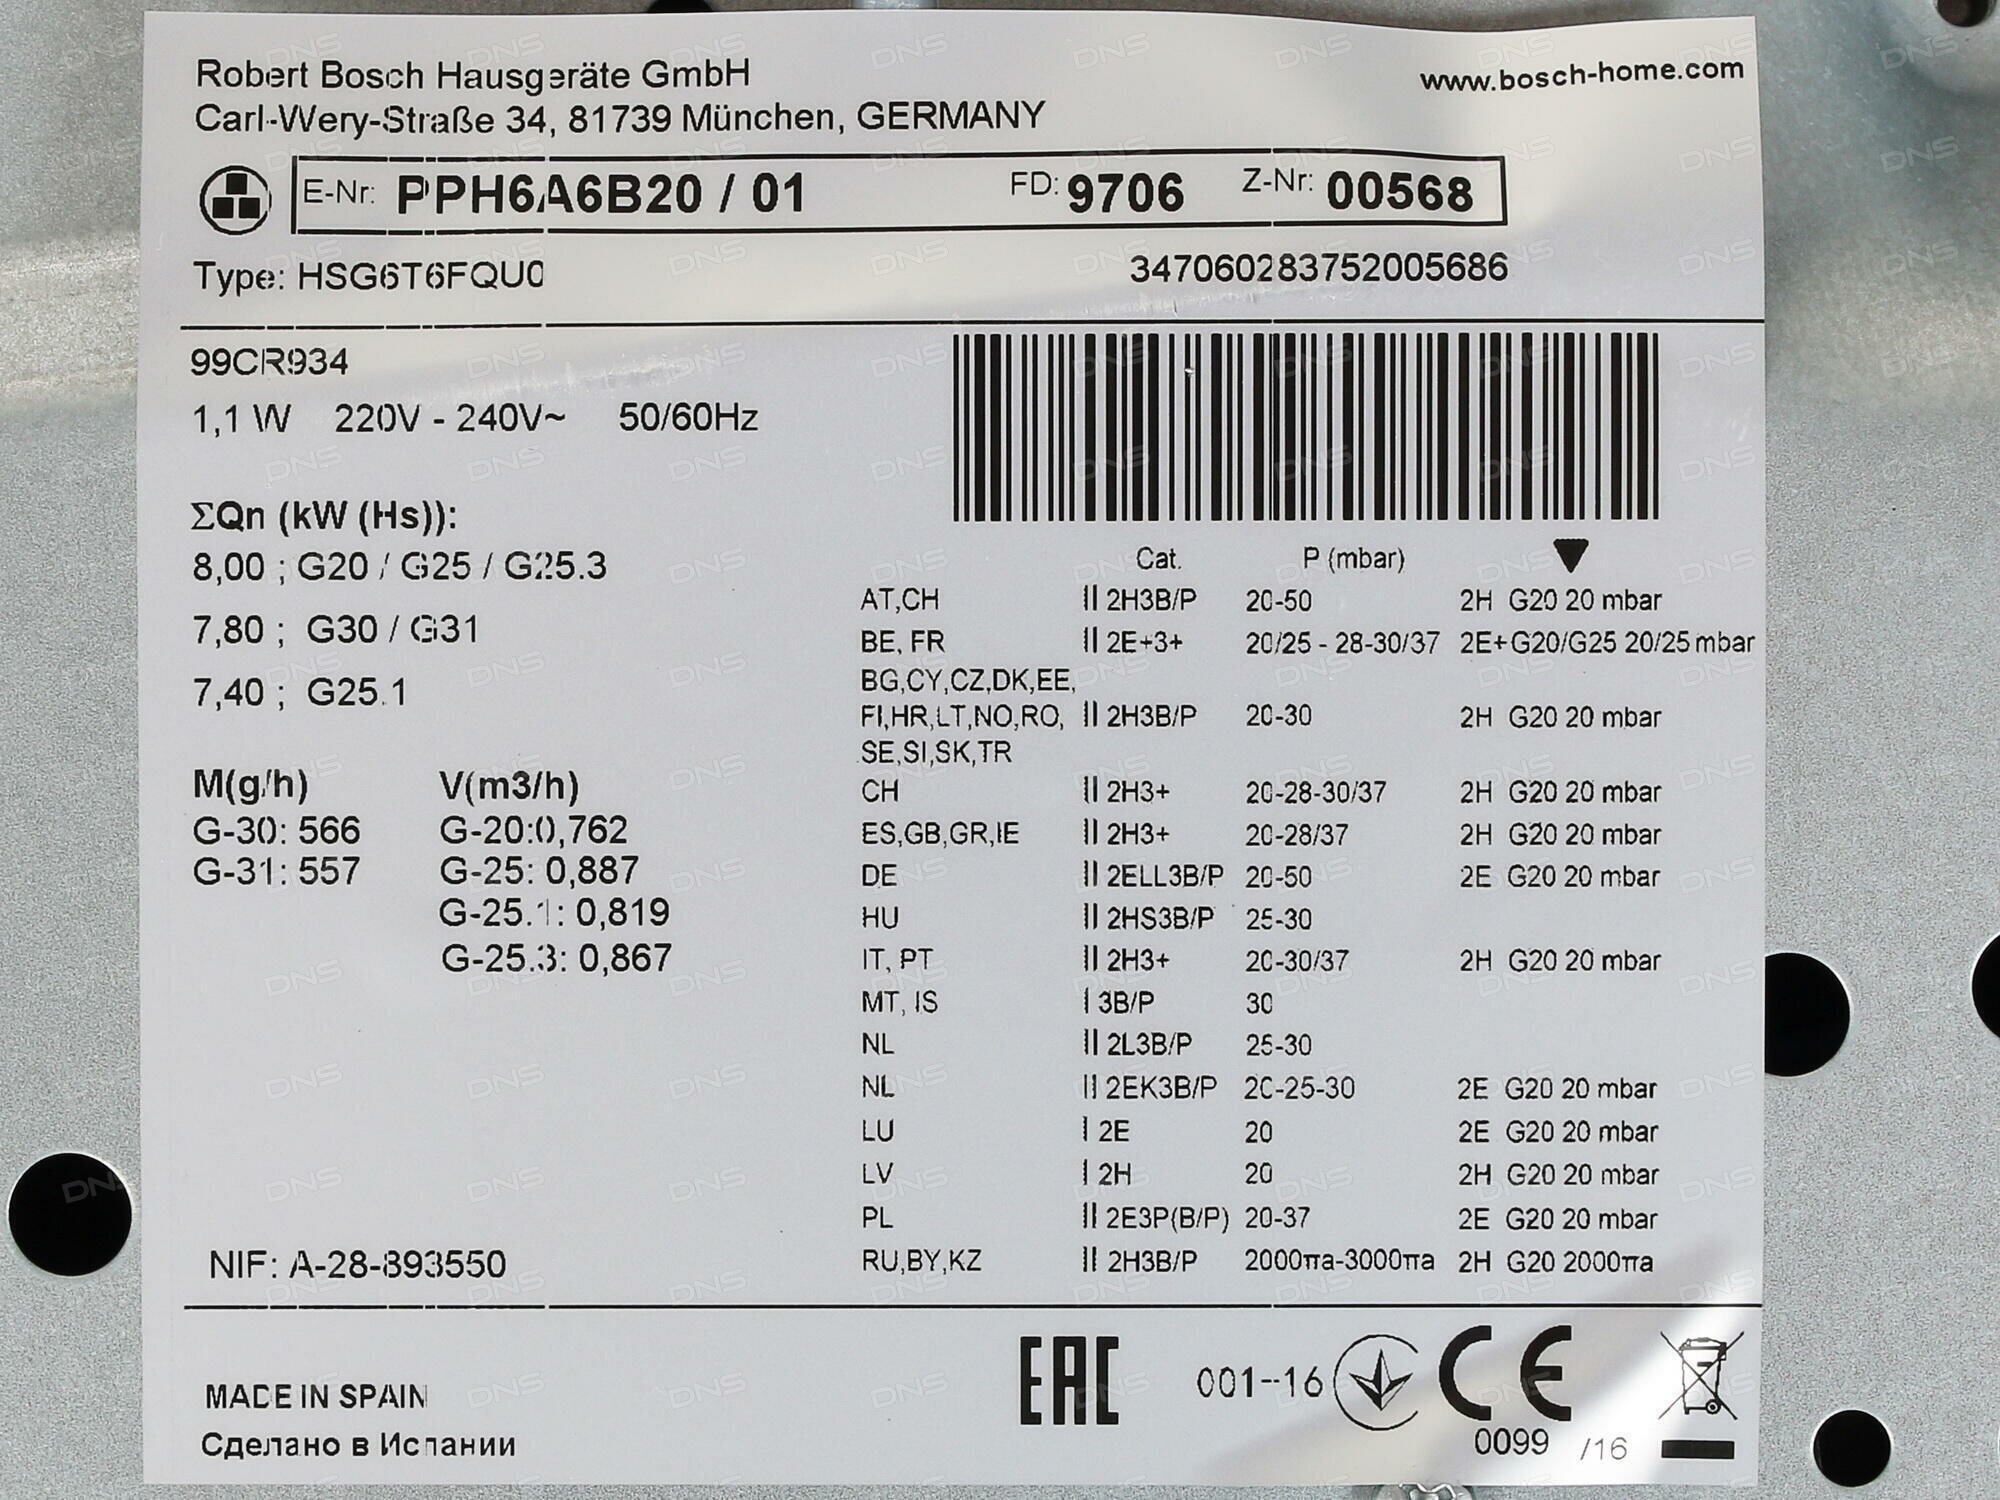 Robert Bosch Hausgeräte GmbH
www.bosch-home.com
Carl-Wery-Straße 34, 81739 München, GERMANY
E-Nr: PPH6A6B20 / 01 FD: 9706 Z-Nr: 00568
Type: HSG6T6FQU0 347060283752005686
99CR934
1,1 W 220V - 240V~ 50/60Hz
ΣQn (kW (Hs)):
8,00 ; G20 / G25 / G25.3
7,80 ; G30 / G31
7,40 ; G25.1
M(g/h) V(m3/h)
G-30: 566 G-20:0,762
G-31: 557 G-25: 0,887
G-25.1: 0,819
G-25.3: 0,867
NIF: A-28-893550
Cat. P (mbar) ▼
AT,CH II 2H3B/P 20-50 2H G20 20 mbar
BE, FR II 2E+3+ 20/25 - 28-30/37 2E+G20/G25 20/25 mbar
BG,CY,CZ,DK,EE,
FI,HR,LT,NO,RO, II 2H3B/P 20-30 2H G20 20 mbar
SE,SI,SK,TR
CH II 2H3+ 20-28-30/37 2H G20 20 mbar
ES,GB,GR,IE II 2H3+ 20-28/37 2H G20 20 mbar
DE II 2ELL3B/P 20-50 2E G20 20 mbar
HU II 2HS3B/P 25-30
IT, PT II 2H3+ 20-30/37 2H G20 20 mbar
MT, IS I 3B/P 30
NL II 2L3B/P 25-30
NL II 2EK3B/P 20-25-30 2E G20 20 mbar
LU I 2E 20 2E G20 20 mbar
LV I 2H 20 2H G20 20 mbar
PL II 2E3P(B/P) 20-37 2E G20 20 mbar
RU,BY,KZ II 2H3B/P 2000πa-3000πa 2H G20 2000πa
EAC 001-16 CE
0099 /16
MADE IN SPAIN
Сделано в Испании
DNS